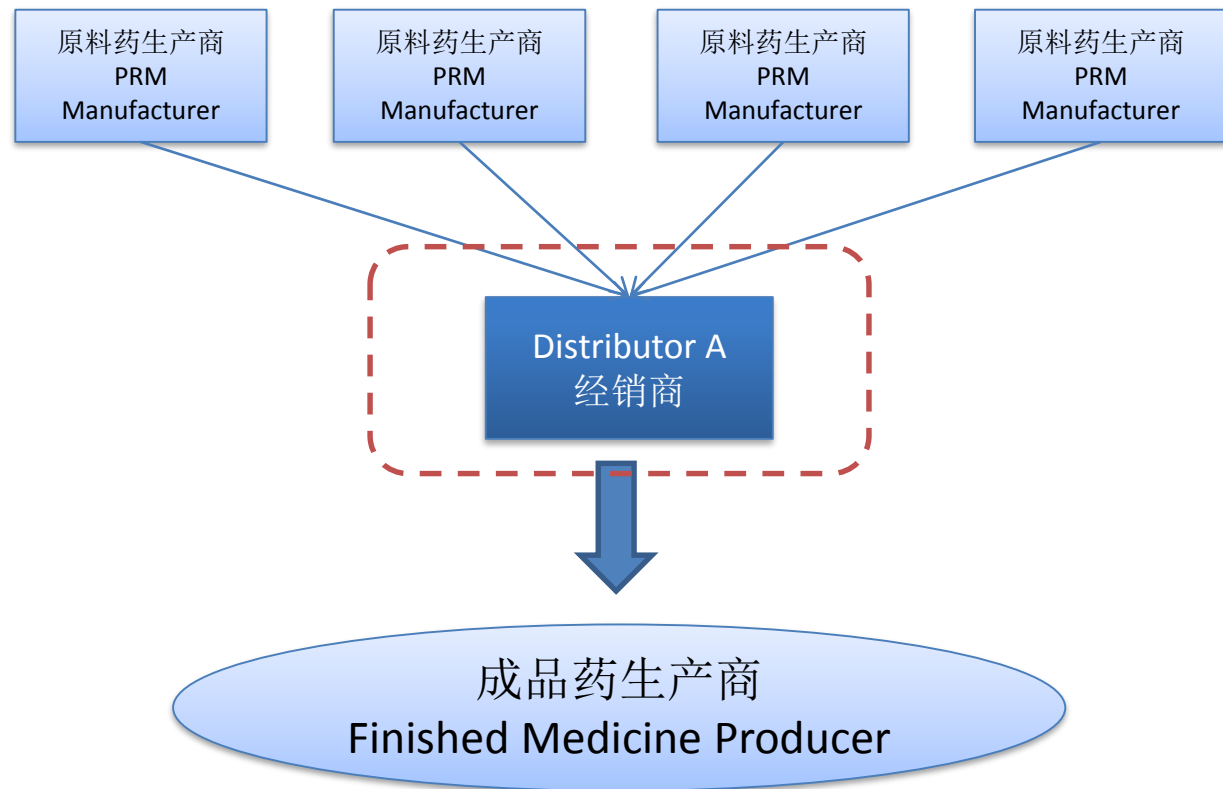 原料药生产商
PRM
Manufacturer
原料药生产商
PRM
Manufacturer
原料药生产商
PRM
Manufacturer
原料药生产商
PRM
Manufacturer
Distributor A
经销商
成品药生产商
Finished Medicine Producer